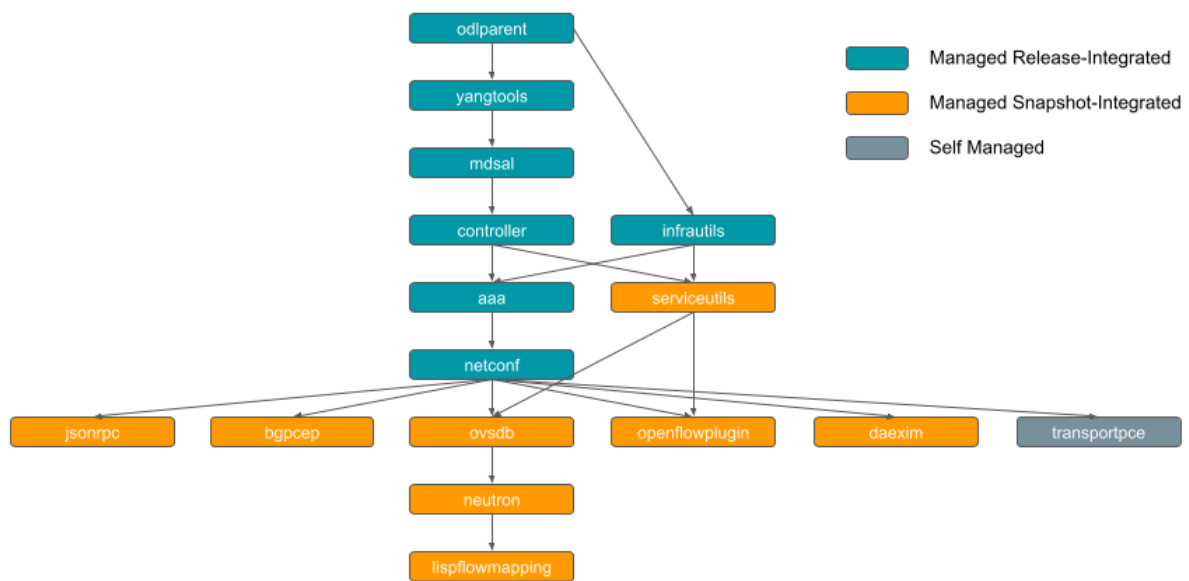 odlparent
Managed Release-Integrated
yangtools
Managed Snapshot-Integrated
mdsal
Self Managed
controller
infrautils
aaa
serviceutils
netconf
jsonrpc
bgpcep
ovsdb
openflowplugin
daexim
transportpce
neutron
lispflowmapping